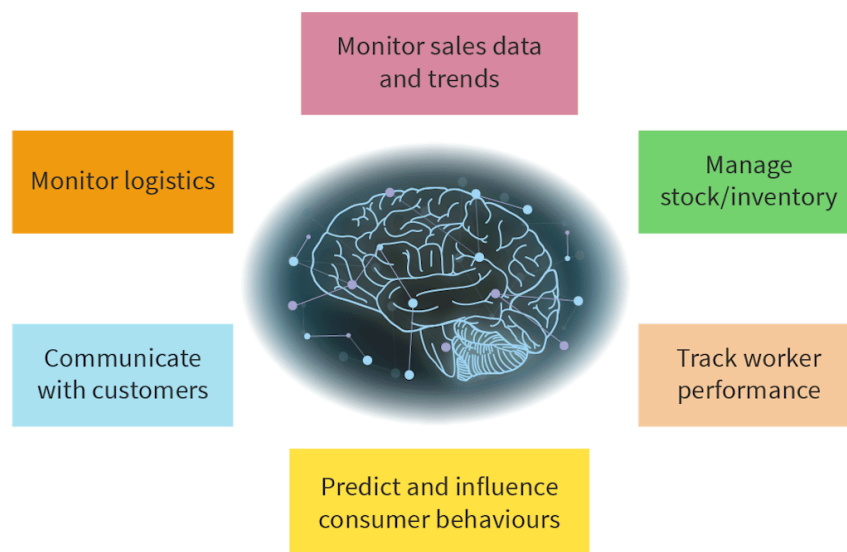 Monitor sales data
and trends
Monitor logistics
Manage
stock/inventory
Communicate
with customers
Track worker
performance
Predict and influence
consumer behaviours